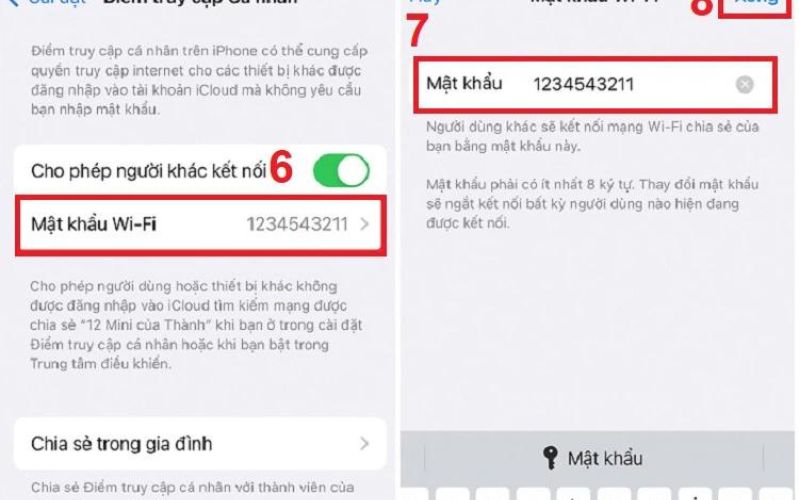 Cài đặt Điểm truy cập cá nhân
Điểm truy cập cá nhân trên iPhone có thể cung cấp
quyền truy cập internet cho các thiết bị khác được
đăng nhập vào tài khoản iCloud mà không yêu cầu
bạn nhập mật khẩu.
Cho phép người khác kết nối 6
Mật khẩu Wi-Fi 1234543211
Cho phép người dùng hoặc thiết bị khác không
được đăng nhập vào iCloud tìm kiếm mạng được
chia sẻ "12 Mini của Thành" khi bạn ở trong cài đặt
Điểm truy cập cá nhân hoặc khi bạn bật trong
Trung tâm điều khiển.
Chia sẻ trong gia đình
Chia sẻ Điểm truy cập cá nhân với thành viên của
Mật khẩu Wi-Fi 8 Xong
7
Mật khẩu 1234543211
Người dùng khác sẽ kết nối mạng Wi-Fi chia sẻ của
bạn bằng mật khẩu này.
Mật khẩu phải có ít nhất 8 ký tự. Thay đổi mật khẩu
sẽ ngắt kết nối bất kỳ người dùng nào hiện đang
được kết nối.
Mật khẩu